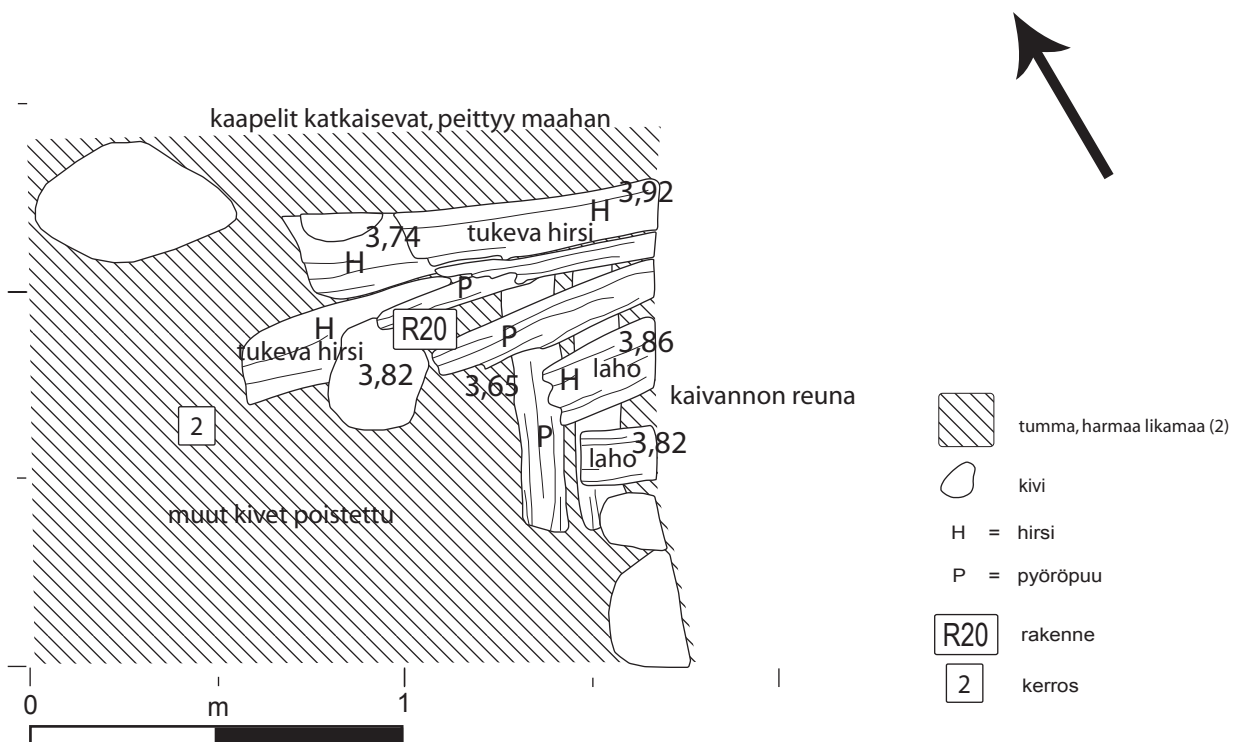 kaapelit katkaisevat, peittyy maahan
3,92
H
tukeva hirsi
3,74
H
P
H
R20
P
tukeva hirsi
3,82
3,86
3,65
H
laho
kaivannon reuna
2
P
laho
3,82
muut kivet poistettu
0
m
1
tumma, harmaa likamaa (2)
kivi
H = hirsi
P = pyöröpuu
R20 rakenne
2 kerros